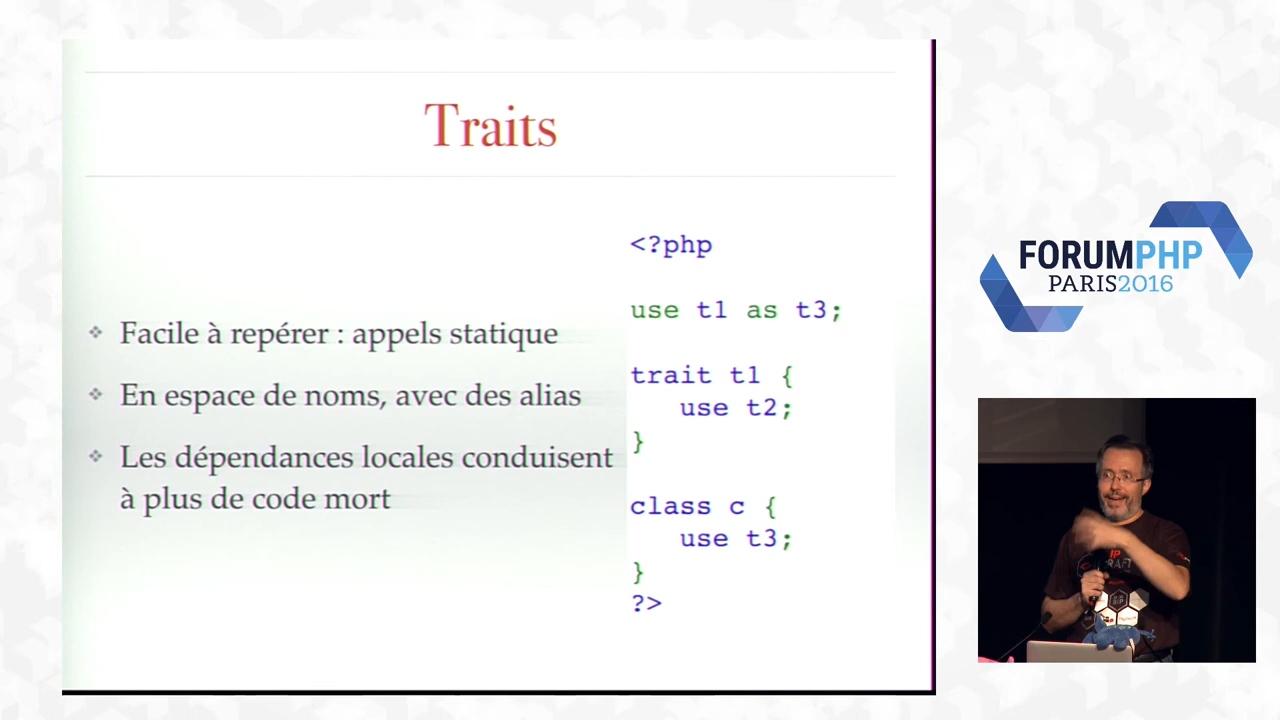 Traits
Facile à repérer : appels statique
En espace de noms, avec des alias
Les dépendances locales conduisent
à plus de code mort
<?php
use t1 as t3;
trait t1 {
use t2;
}
class c {
use t3;
}
?>
FORUMPHP
PARIS2016